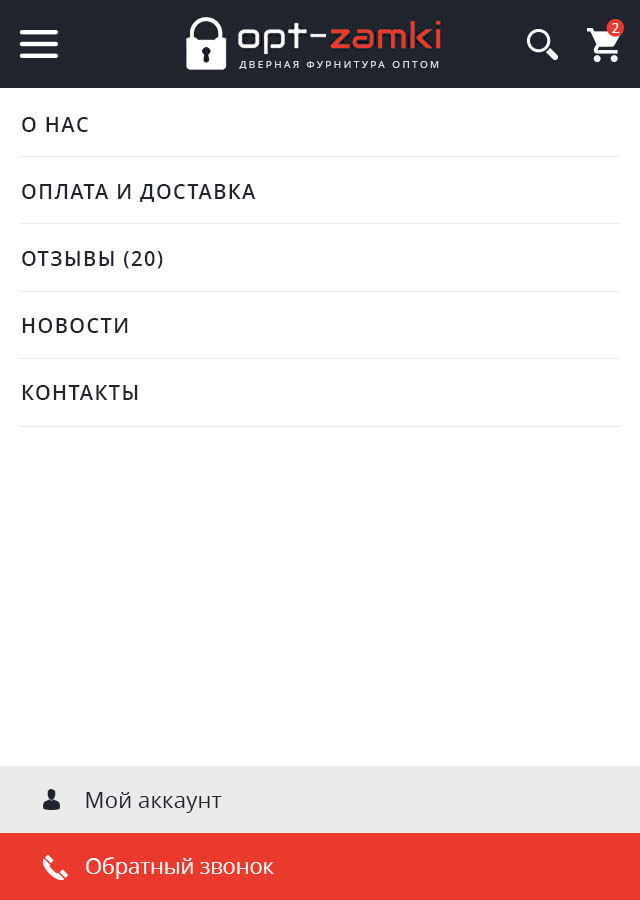 opt-zamki
ДВЕРНАЯ ФУРНИТУРА ОПТОМ
2
О НАС
ОПЛАТА И ДОСТАВКА
ОТЗЫВЫ (20)
НОВОСТИ
КОНТАКТЫ
Мой аккаунт
Обратный звонок